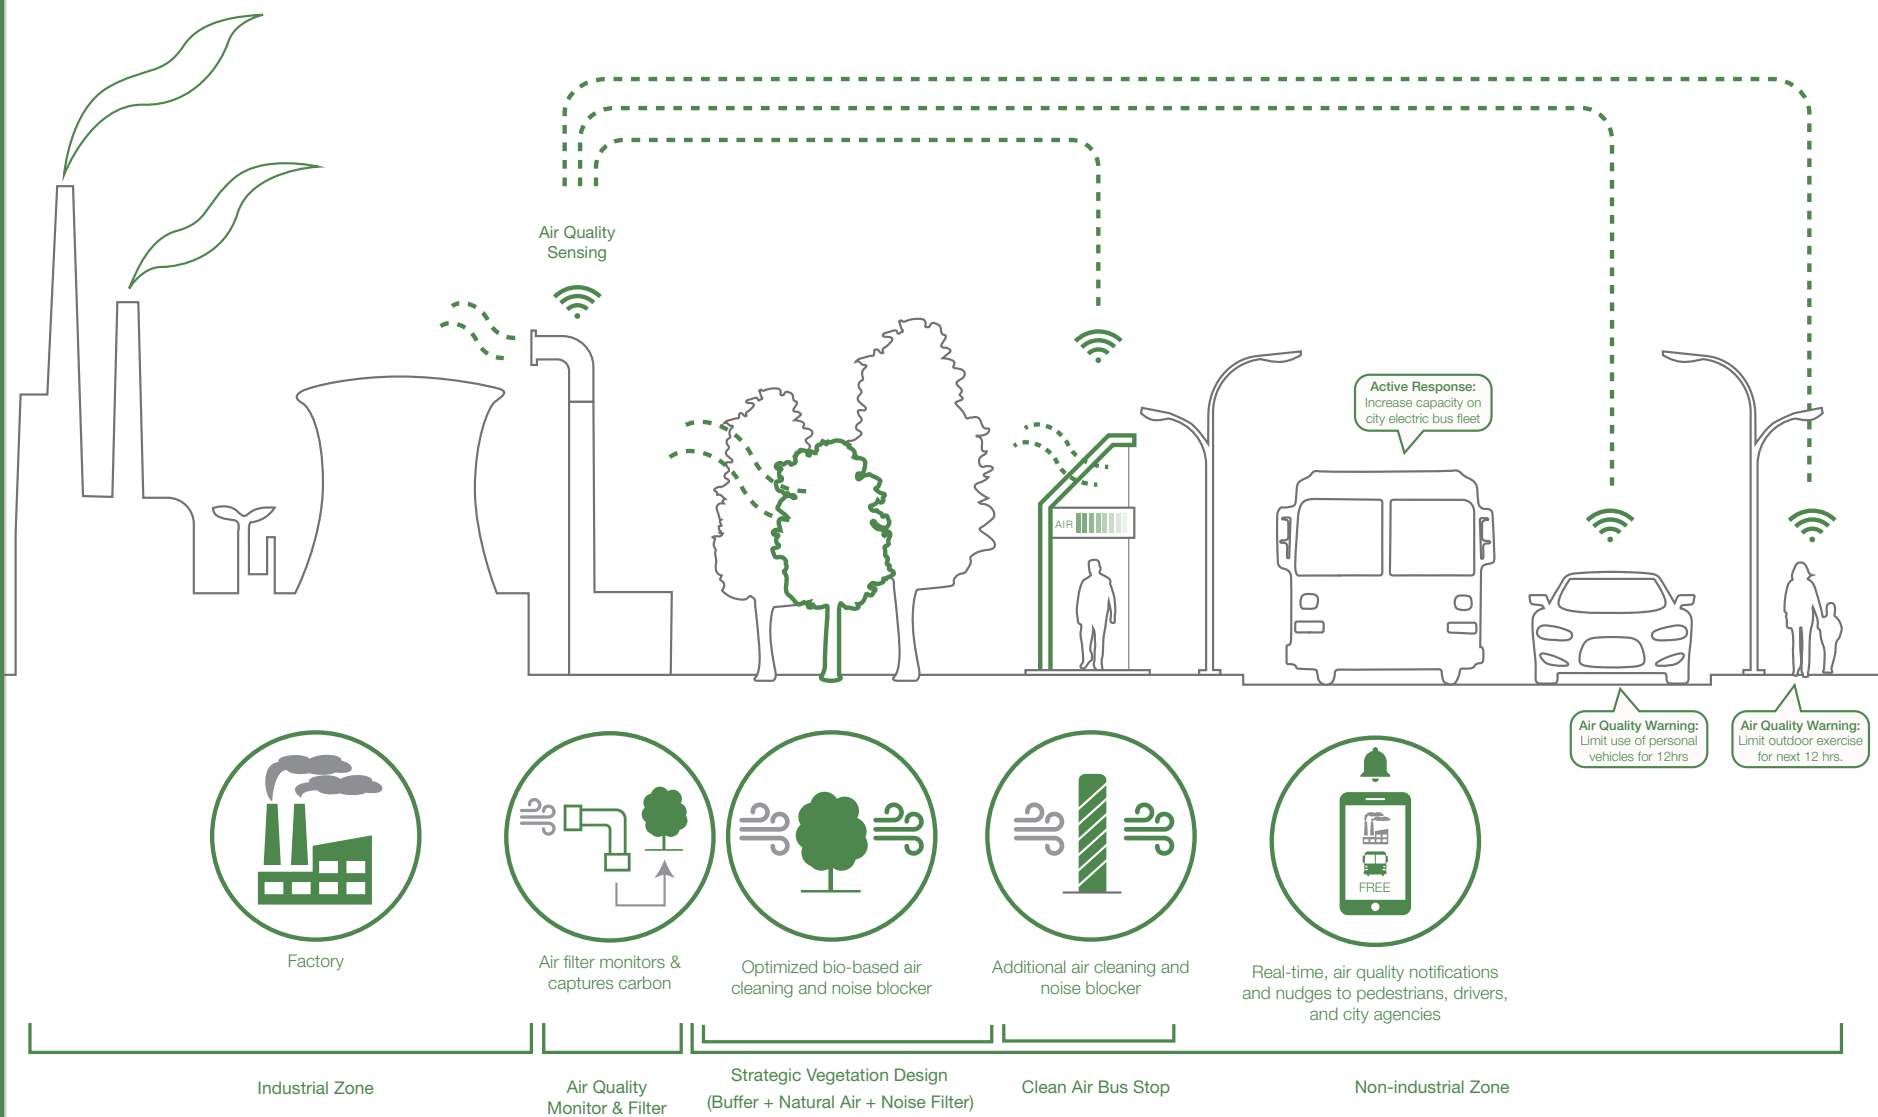 Air Quality
Sensing
Active Response:
Increase capacity on
city electric bus fleet
AIR
Air Quality Warning:
Limit use of personal
vehicles for 12hrs
Air Quality Warning:
Limit outdoor exercise
for next 12 hrs.
FREE
Factory
Air filter monitors &
captures carbon
Optimized bio-based air
cleaning and noise blocker
Additional air cleaning and
noise blocker
Real-time, air quality notifications
and nudges to pedestrians, drivers,
and city agencies
Industrial Zone
Air Quality
Monitor & Filter
Strategic Vegetation Design
(Buffer + Natural Air + Noise Filter)
Clean Air Bus Stop
Non-industrial Zone